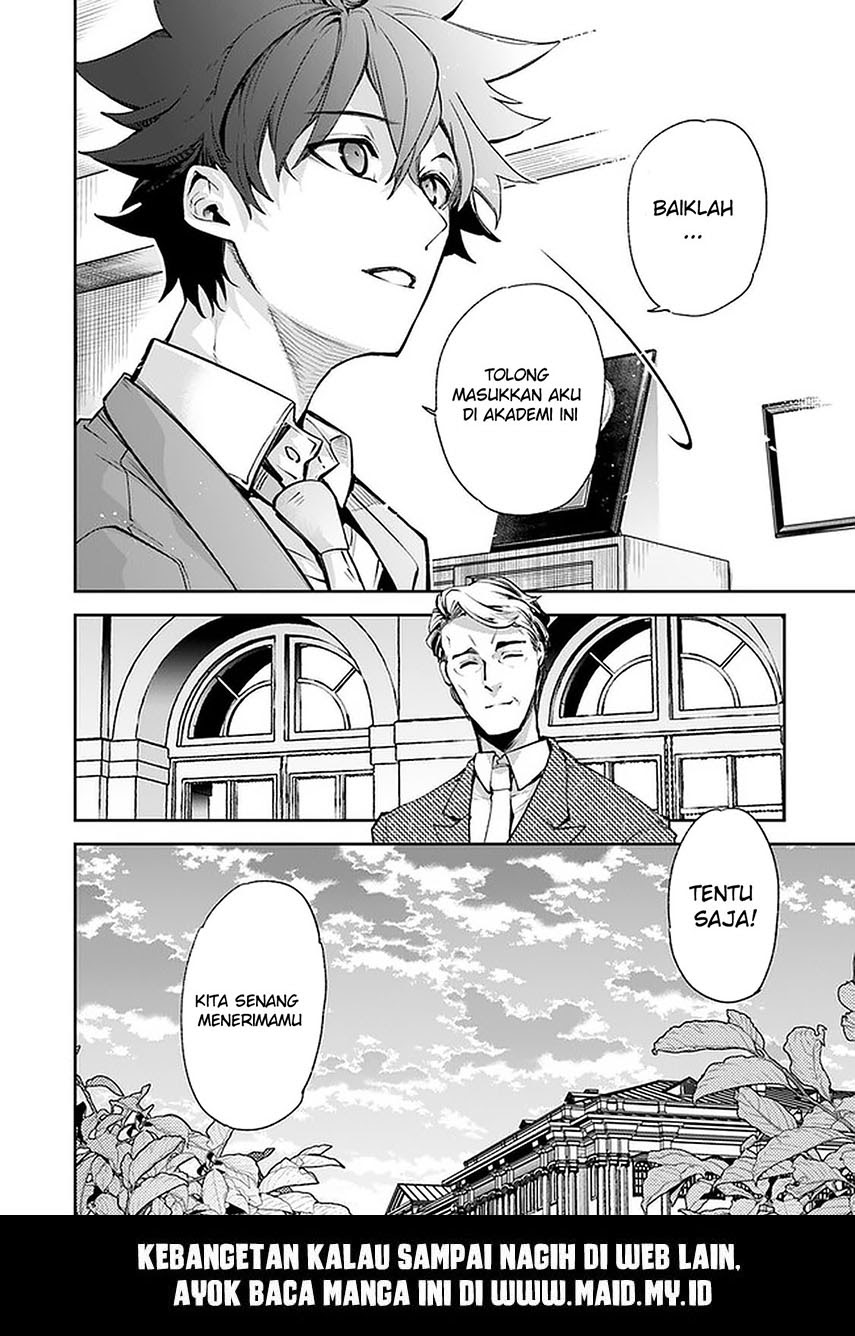 BAIKLAH
...
TOLONG
MASUKKAN AKU
DI AKADEMI INI
TENTU
SAJA!
KITA SENANG
MENERIMAMU
KEBANGETAN KALAU SAMPAI NAGIH DI WEB LAIN,
AYOK BACA MANGA INI DI WWW.MAID.MY.ID